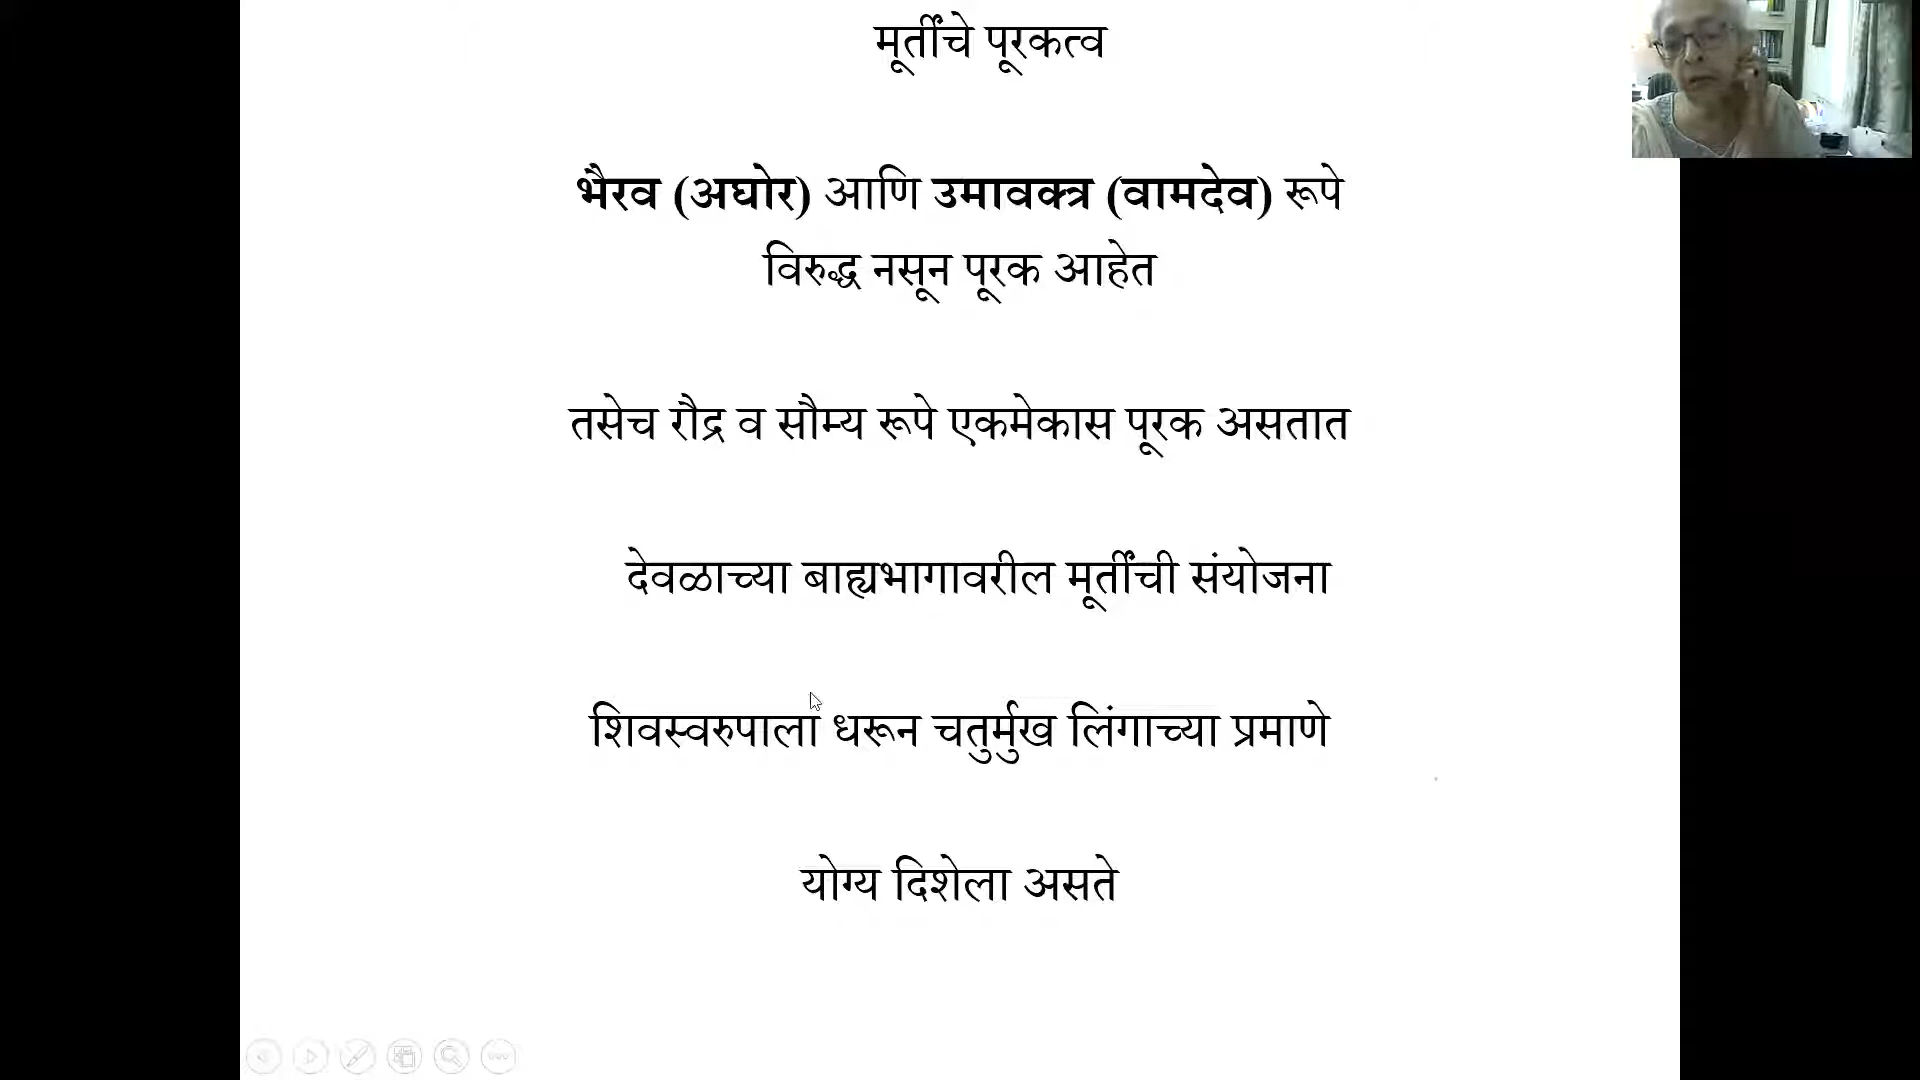 मूर्तींचे पूरकत्व
भैरव (अघोर) आणि उमावक्त्र (वामदेव) रूपे
विरुद्ध नसून पूरक आहेत
तसेच रौद्र व सौम्य रूपे एकमेकास पूरक असतात
देवळाच्या बाह्यभागावरील मूर्तींची संयोजना
शिवस्वरुपाला धरून चतुर्मुख लिंगाच्या प्रमाणे
योग्य दिशेला असते